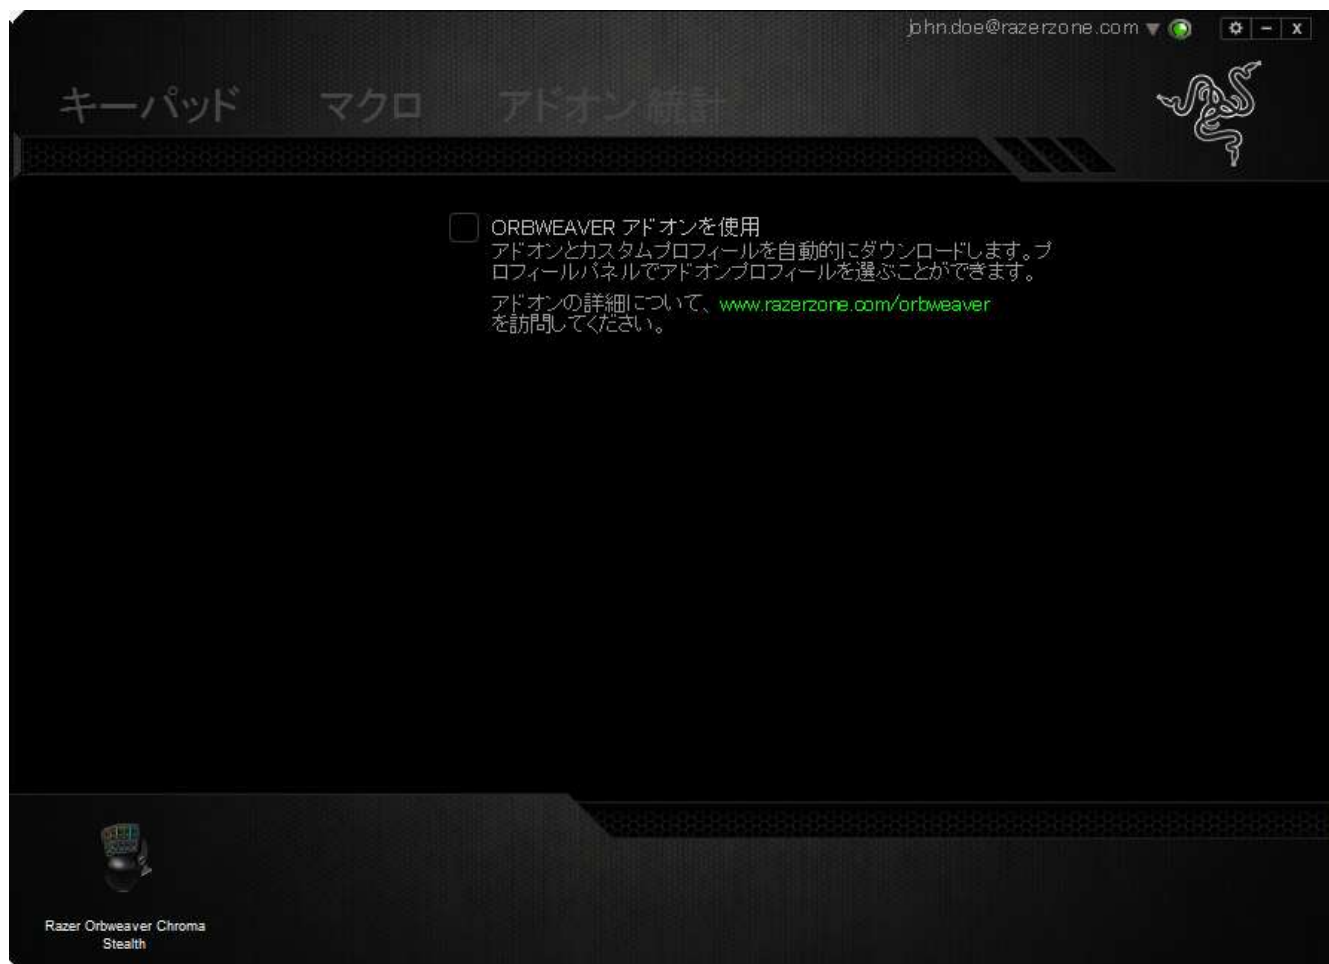 john.doe@razerzone.com
キーパッド マクロ アドオン 統計
ORBWEAVER アドオンを使用
アドオンとカスタムプロフィールを自動的にダウンロードします。プ
ロフィールパネルでアドオンプロフィールを選ぶことができます。
アドオンの詳細について、www.razerzone.com/orbweaver
を訪問してください。
Razer Orbweaver Chroma
Stealth